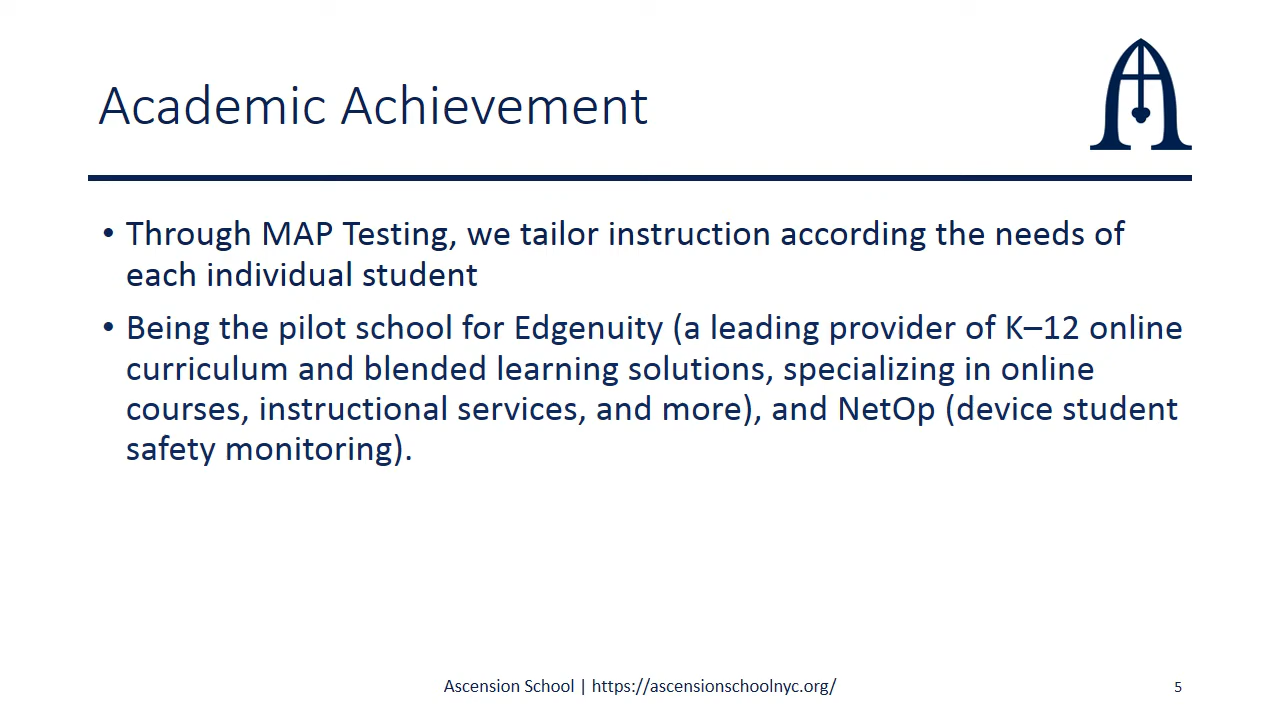 Academic Achievement
• Through MAP Testing, we tailor instruction according the needs of
each individual student
• Being the pilot school for Edgenuity (a leading provider of K–12 online
curriculum and blended learning solutions, specializing in online
courses, instructional services, and more), and NetOp (device student
safety monitoring).
Ascension School | https://ascensionschoolnyc.org/
5